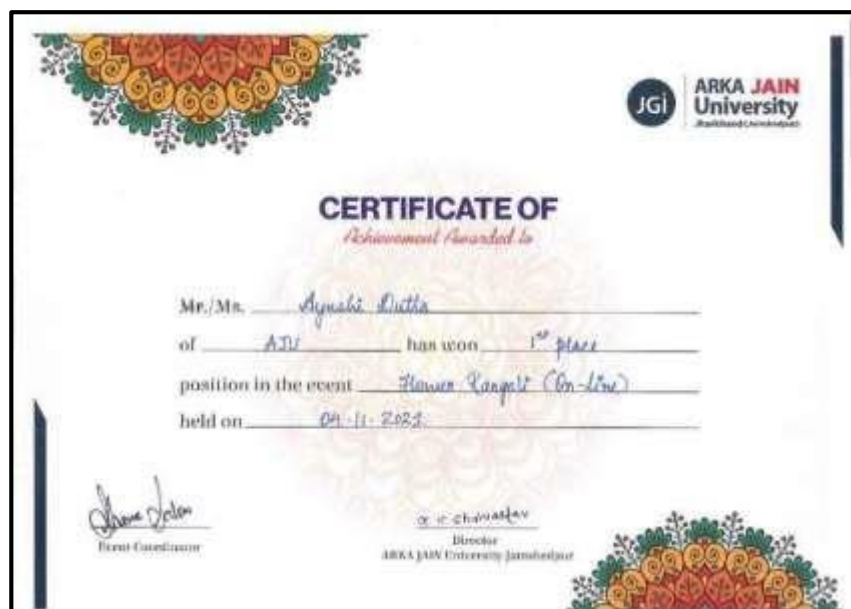 JGi
ARKA JAIN
University
Jharkhand (Jamshedpur)
CERTIFICATE OF
Achievement Awarded to
Mr./Ms. Ayushi Dutta
of AJU has won 1st place
position in the event Flower Rangoli (On-Line)
held on 04-11-2021
Event Coordinator
Director
ARKA JAIN University Jamshedpur